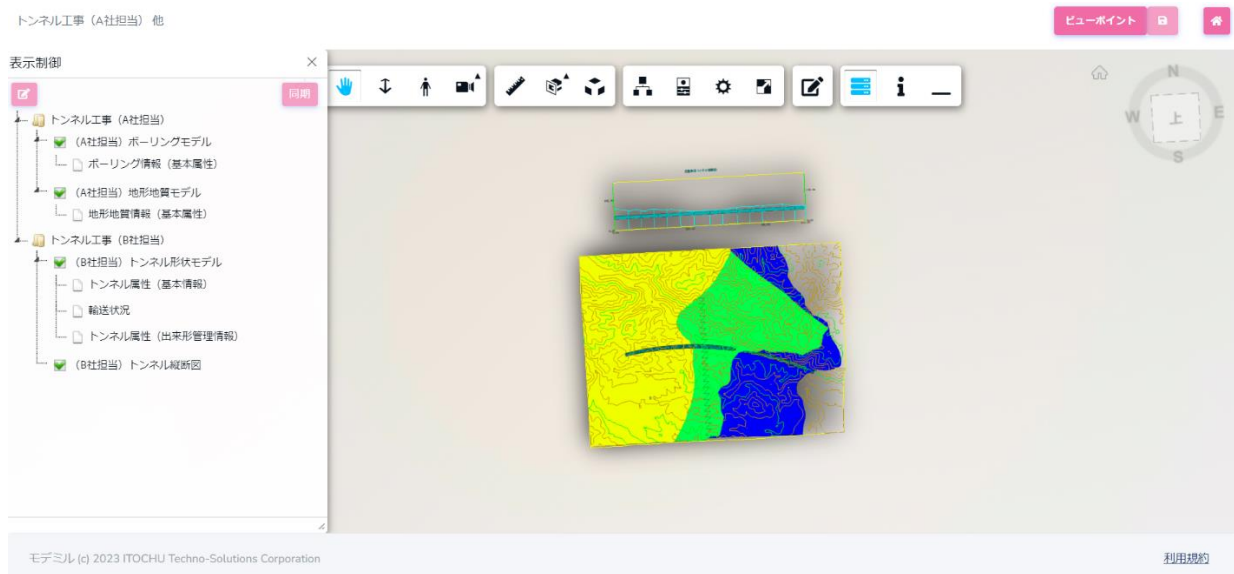 トンネル工事（A社担当）他
ビューポイント
表示制御
同期
トンネル工事（A社担当）
（A社担当）ボーリングモデル
ボーリング情報（基本属性）
（A社担当）地形地質モデル
地形地質情報（基本属性）
トンネル工事（B社担当）
（B社担当）トンネル形状モデル
トンネル属性（基本情報）
輸送状況
トンネル属性（出来形管理情報）
（B社担当）トンネル縦断図
N
W
上
E
S
モデミル (c) 2023 ITOCHU Techno-Solutions Corporation
利用規約